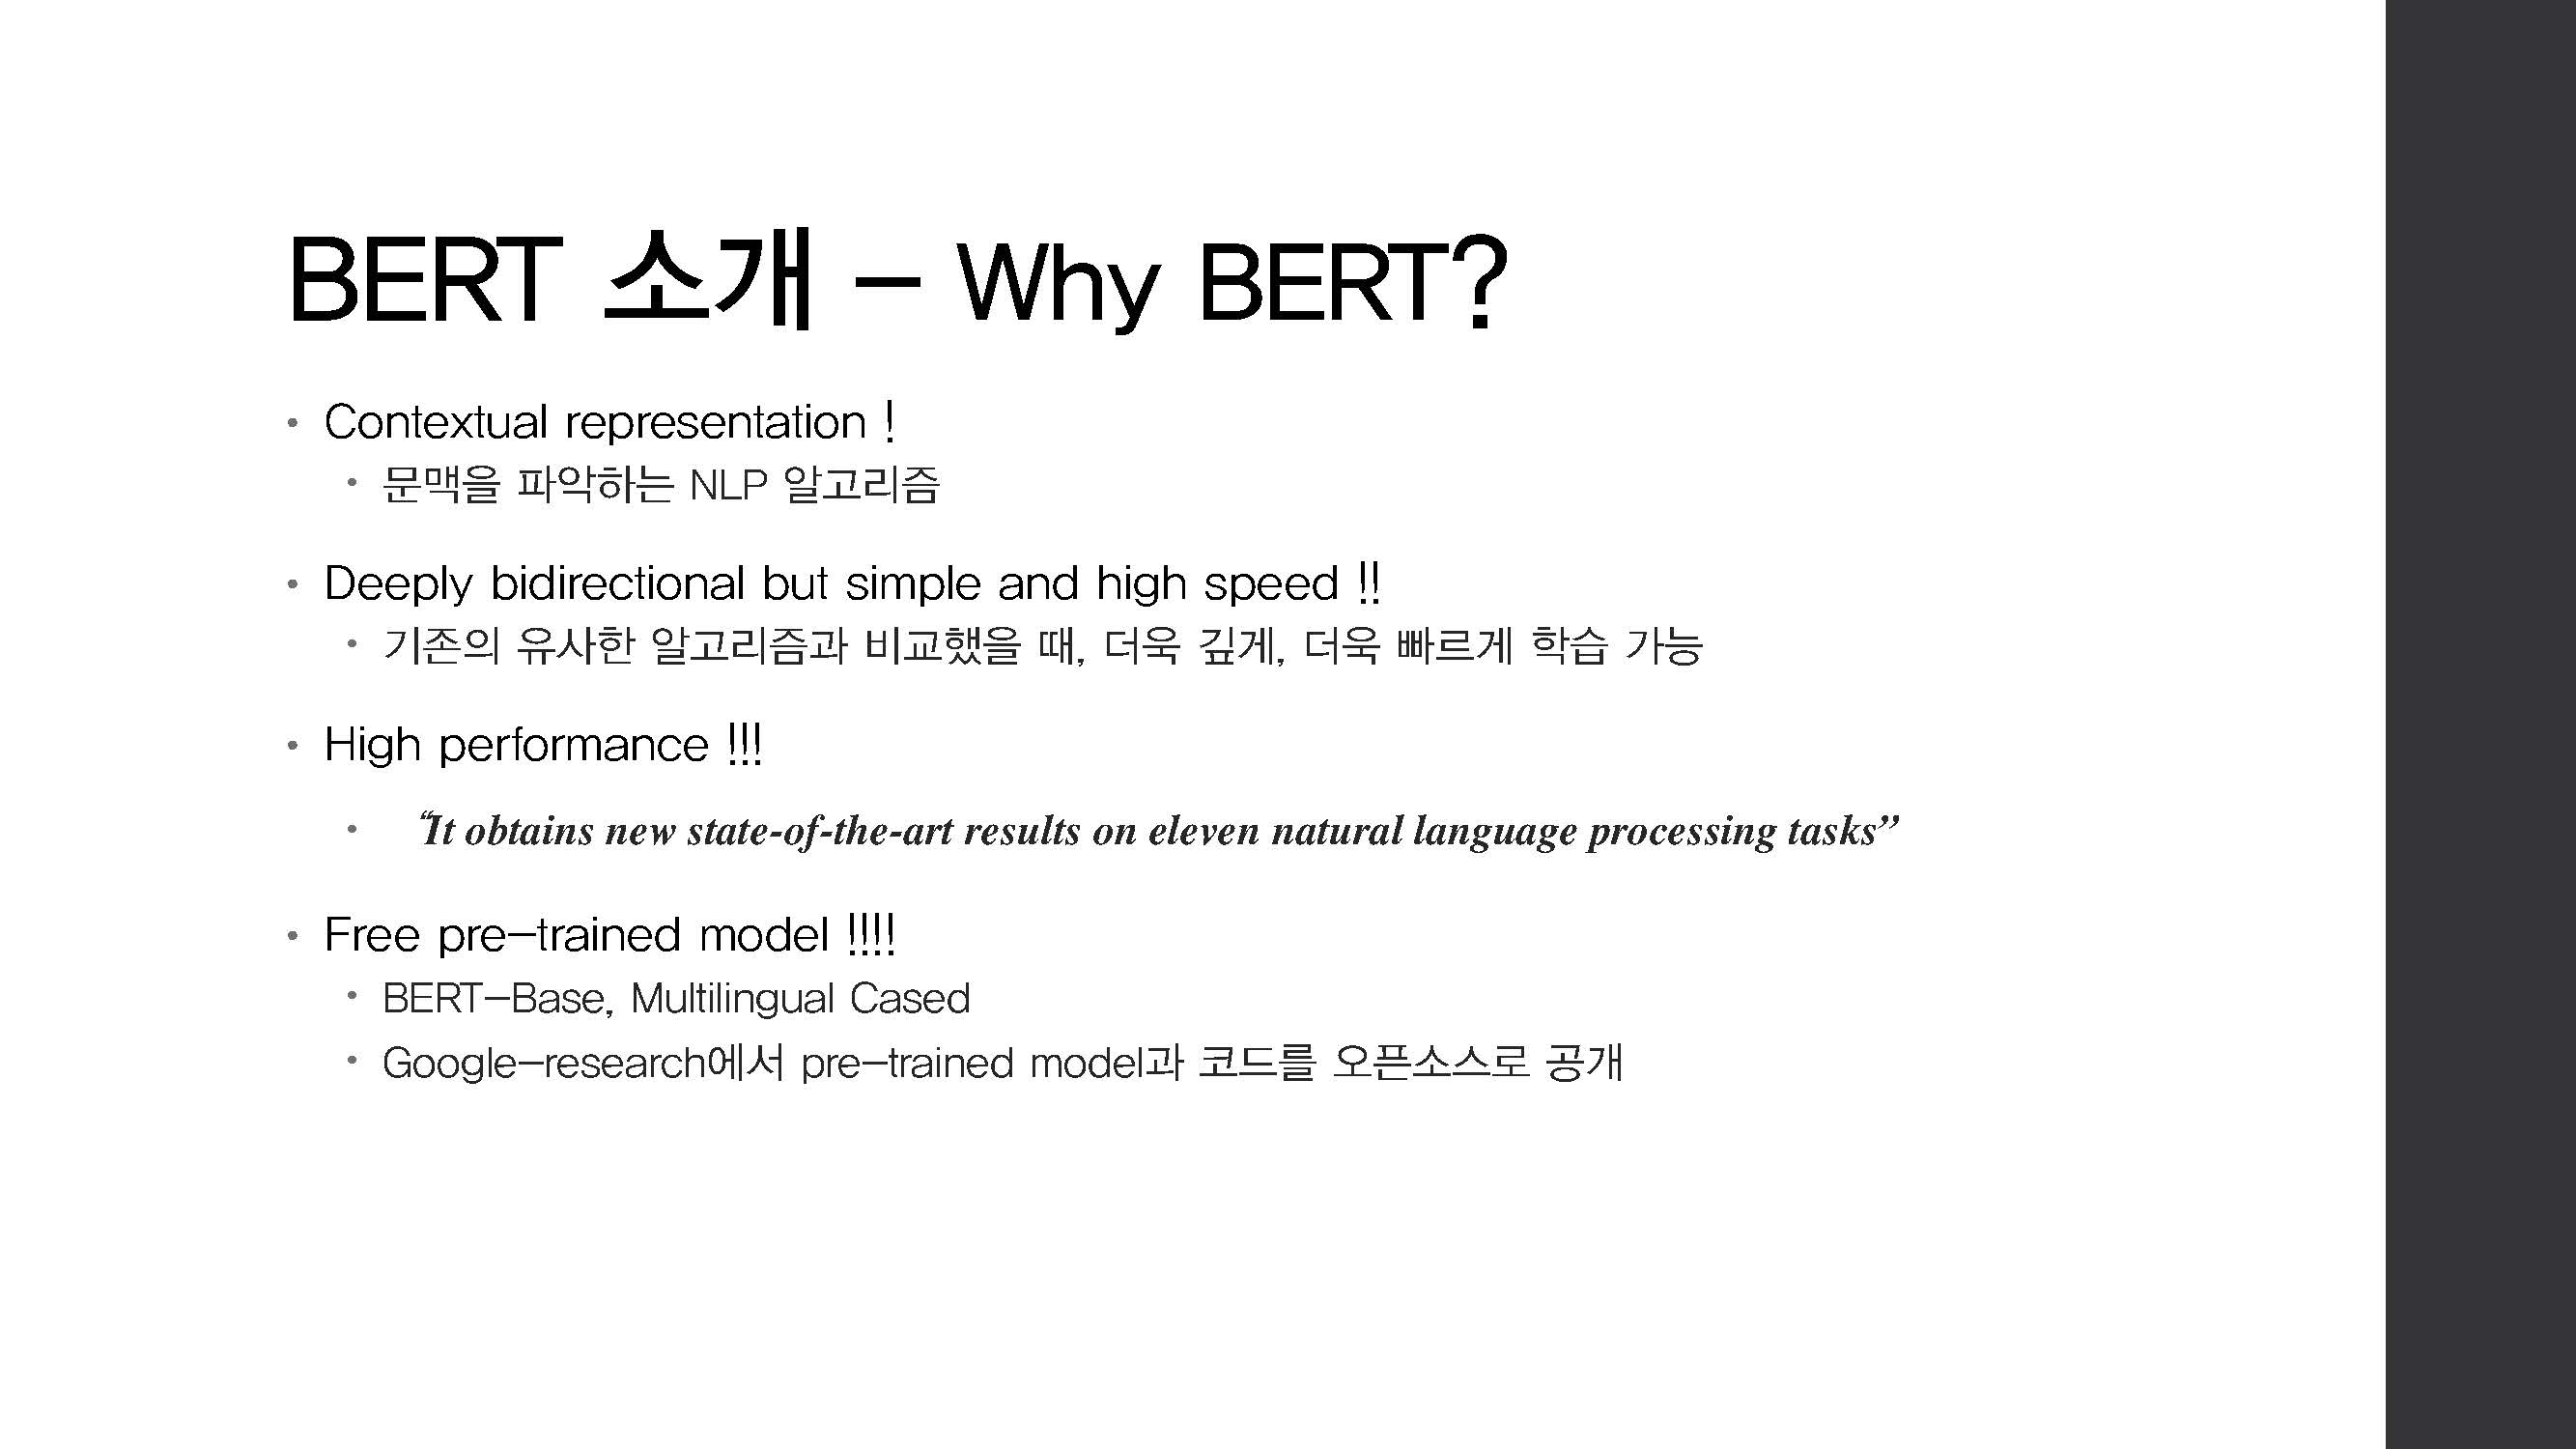 BERT 소개 – Why BERT?
• Contextual representation !
• 문맥을 파악하는 NLP 알고리즘
• Deeply bidirectional but simple and high speed !!
• 기존의 유사한 알고리즘과 비교했을 때, 더욱 깊게, 더욱 빠르게 학습 가능
• High performance !!!
• “It obtains new state-of-the-art results on eleven natural language processing tasks”
• Free pre-trained model !!!!
• BERT-Base, Multilingual Cased
• Google-research에서 pre-trained model과 코드를 오픈소스로 공개